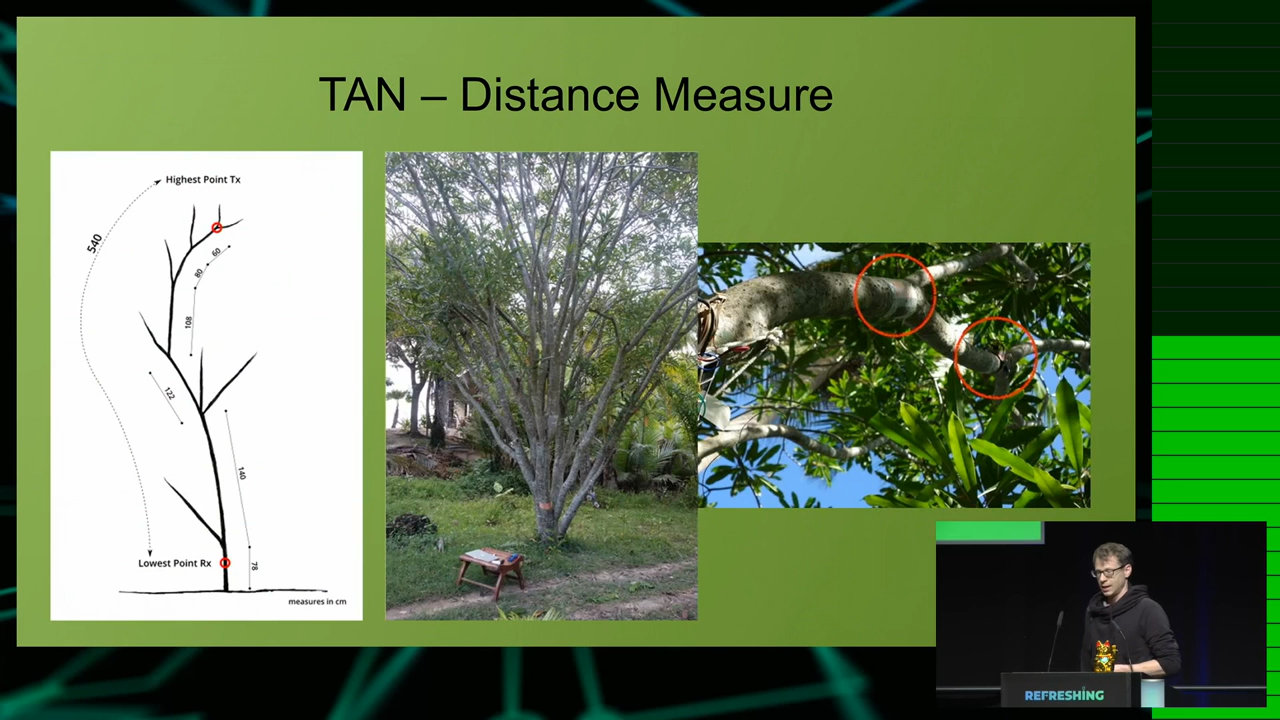 TAN – Distance Measure
Highest Point Tx
540
60
80
108
122
140
Lowest Point Rx
78
measures in cm
REFRESHING